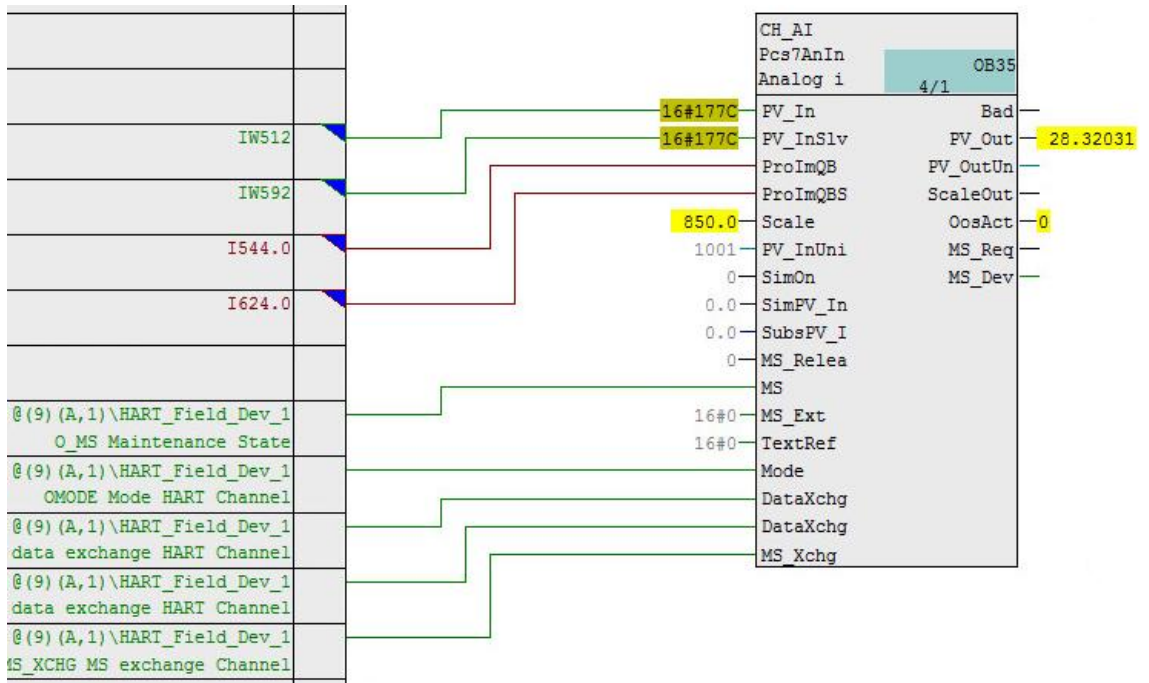 IW512
IW592
I544.0
I624.0
@(9)(A,1)\HART_Field_Dev_1
O_MS Maintenance State
@(9)(A,1)\HART_Field_Dev_1
OMODE Mode HART Channel
@(9)(A,1)\HART_Field_Dev_1
data exchange HART Channel
@(9)(A,1)\HART_Field_Dev_1
data exchange HART Channel
@(9)(A,1)\HART_Field_Dev_1
MS_XCHG MS exchange Channel
CH_AI
Pcs7AnIn
Analog i
OB35
4/1
16#177C PV_In Bad
16#177C PV_InSlv PV_Out 28.32031
ProImQB PV_OutUn
ProImQBS ScaleOut
850.0 Scale OosAct 0
1001 PV_InUni MS_Req
0 SimOn MS_Dev
0.0 SimPV_In
0.0 SubsPV_I
0 MS_Relea
MS
16#0 MS_Ext
16#0 TextRef
Mode
DataXchg
DataXchg
MS_Xchg